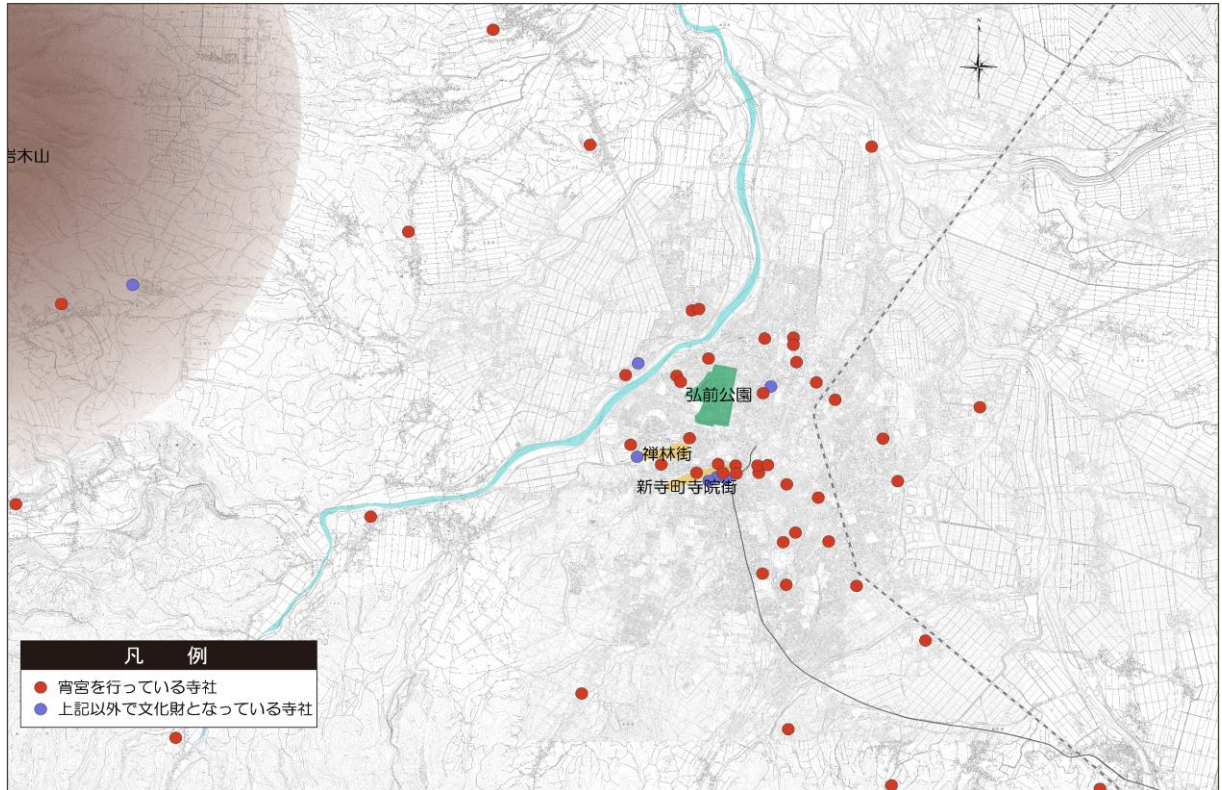 岩木山
弘前公園
禅林街
新寺町寺院街
凡 例
宵宮を行っている寺社
上記以外で文化財となっている寺社